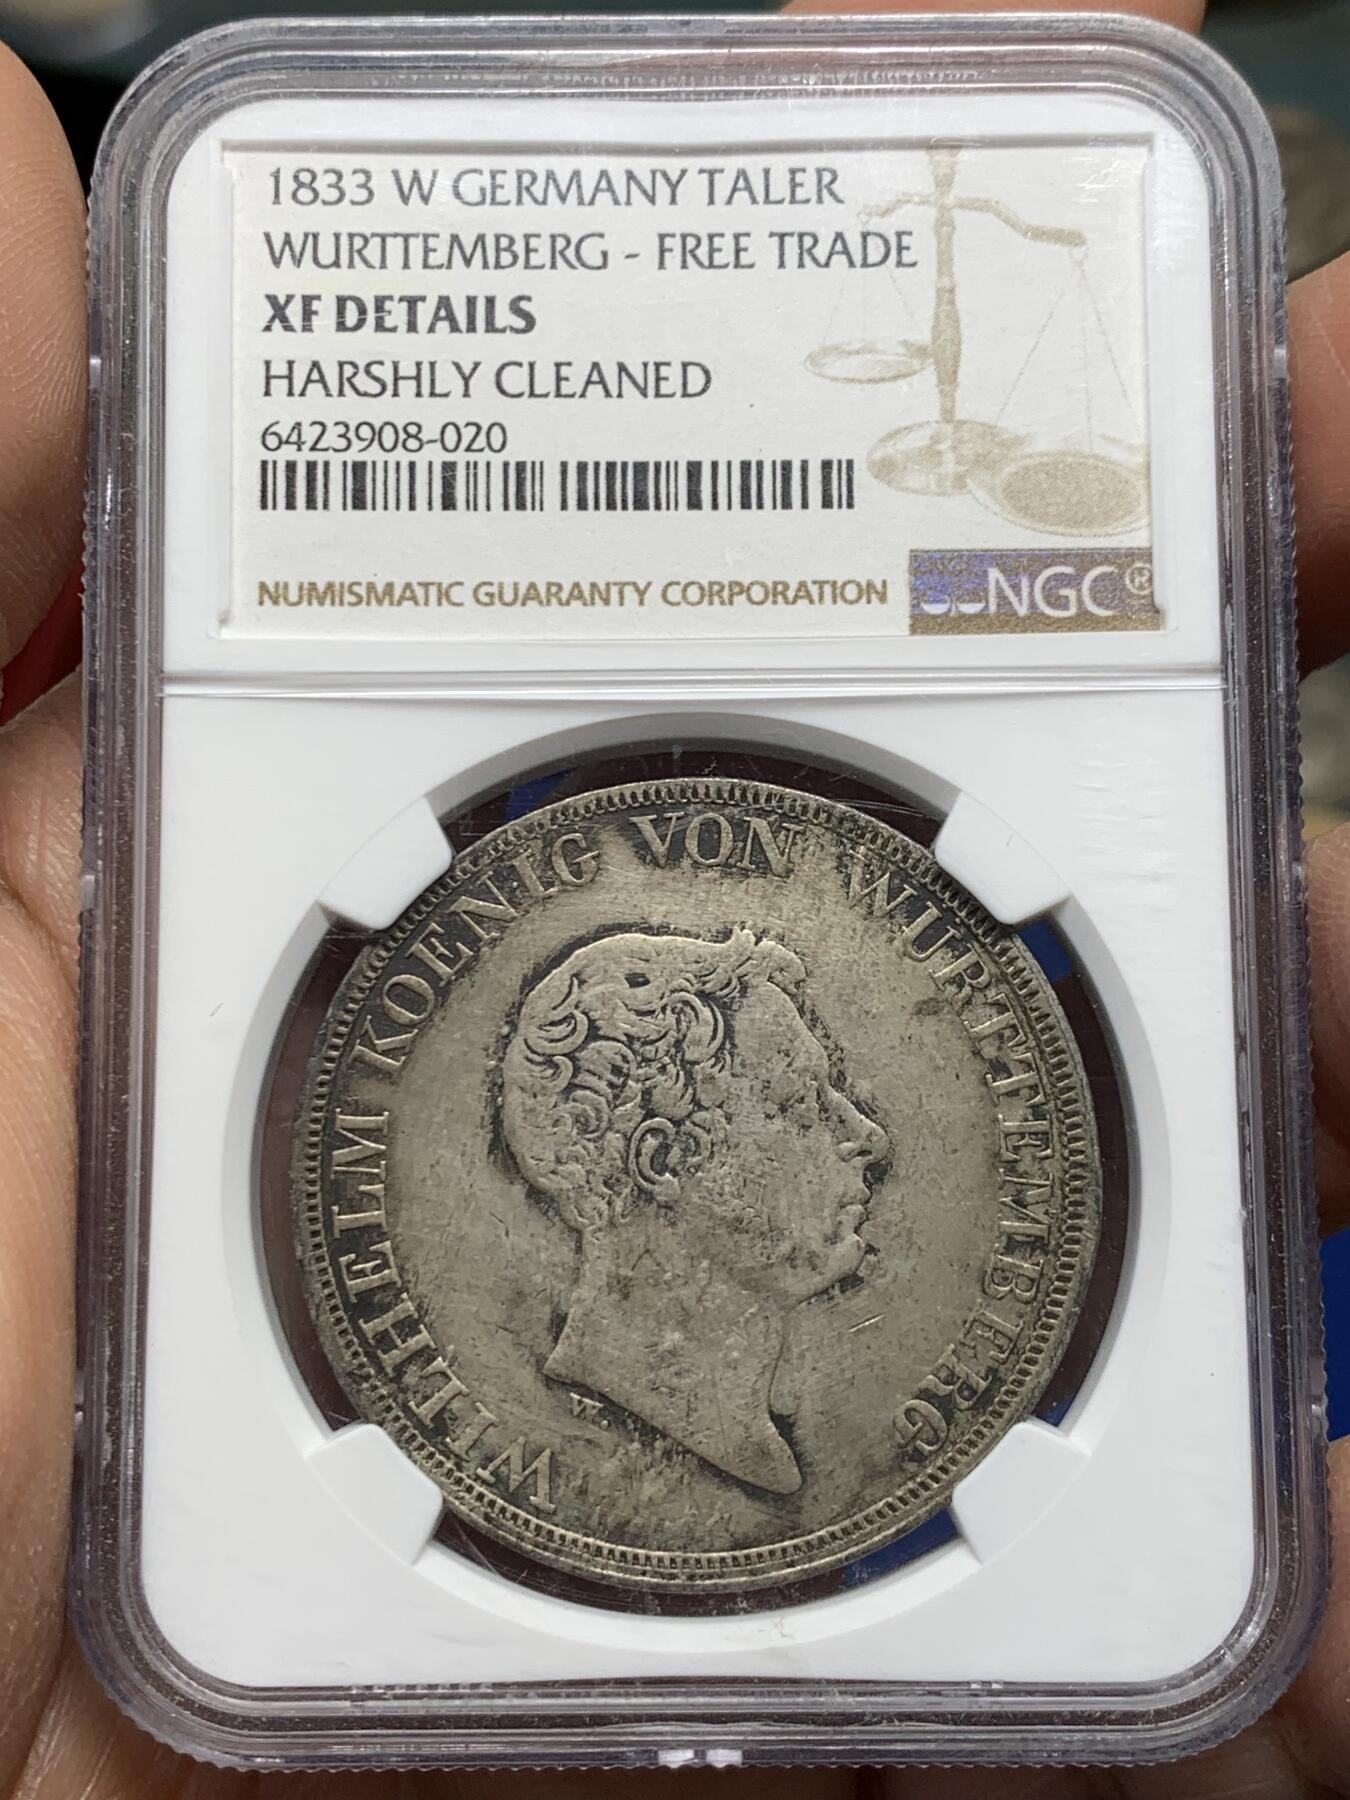 1833 W GERMANY TALER
WURTTEMBERG - FREE TRADE
XF DETAILS
HARSHLY CLEANED
6423908-020
NUMISMATIC GUARANTY CORPORATION
NGC®
WILHELM KOENIG VON WURTTEMBERG
W.